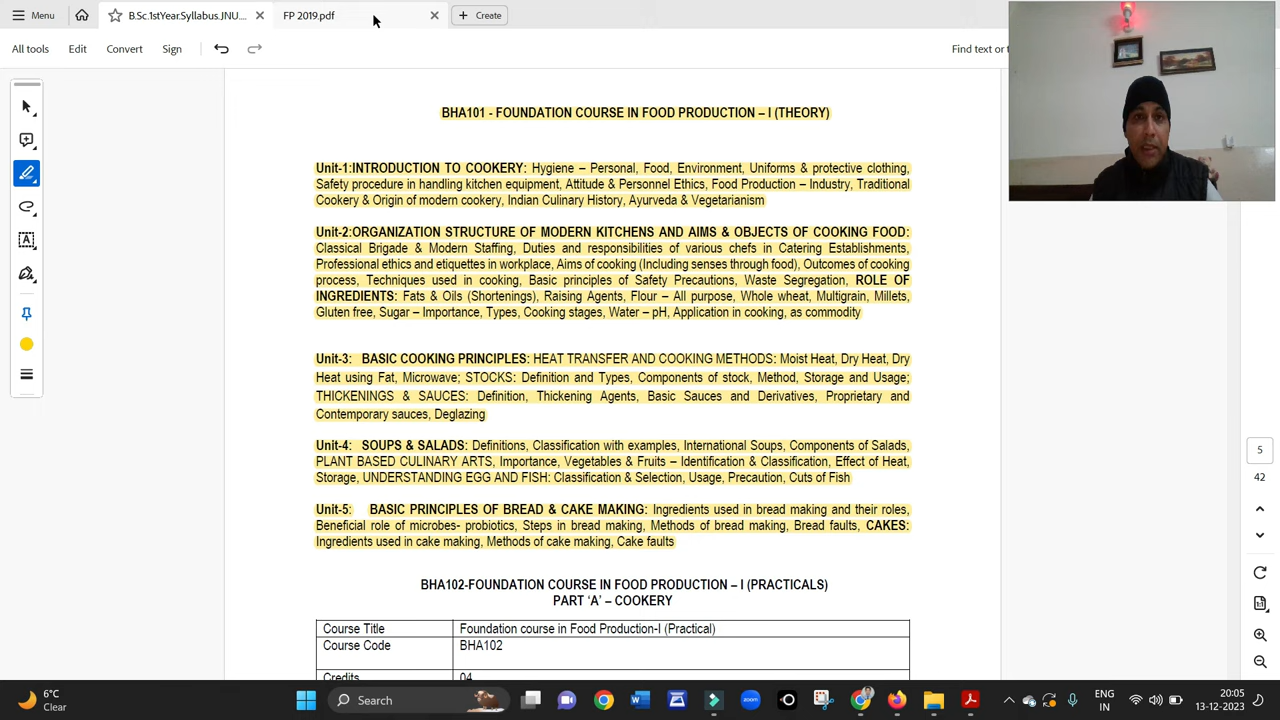 Menu
B.Sc.1stYear.Syllabus.JNU....
FP 2019.pdf
Create
All tools
Edit
Convert
Sign
Find text or t
BHA101 - FOUNDATION COURSE IN FOOD PRODUCTION – I (THEORY)
Unit-1:INTRODUCTION TO COOKERY: Hygiene – Personal, Food, Environment, Uniforms & protective clothing,
Safety procedure in handling kitchen equipment, Attitude & Personnel Ethics, Food Production – Industry, Traditional
Cookery & Origin of modern cookery, Indian Culinary History, Ayurveda & Vegetarianism
Unit-2:ORGANIZATION STRUCTURE OF MODERN KITCHENS AND AIMS & OBJECTS OF COOKING FOOD:
Classical Brigade & Modern Staffing, Duties and responsibilities of various chefs in Catering Establishments,
Professional ethics and etiquettes in workplace, Aims of cooking (Including senses through food), Outcomes of cooking
process, Techniques used in cooking, Basic principles of Safety Precautions, Waste Segregation, ROLE OF
INGREDIENTS: Fats & Oils (Shortenings), Raising Agents, Flour – All purpose, Whole wheat, Multigrain, Millets,
Gluten free, Sugar – Importance, Types, Cooking stages, Water – pH, Application in cooking, as commodity
Unit-3: BASIC COOKING PRINCIPLES: HEAT TRANSFER AND COOKING METHODS: Moist Heat, Dry Heat, Dry
Heat using Fat, Microwave; STOCKS: Definition and Types, Components of stock, Method, Storage and Usage;
THICKENINGS & SAUCES: Definition, Thickening Agents, Basic Sauces and Derivatives, Proprietary and
Contemporary sauces, Deglazing
Unit-4: SOUPS & SALADS: Definitions, Classification with examples, International Soups, Components of Salads,
PLANT BASED CULINARY ARTS, Importance, Vegetables & Fruits – Identification & Classification, Effect of Heat,
Storage, UNDERSTANDING EGG AND FISH: Classification & Selection, Usage, Precaution, Cuts of Fish
Unit-5: BASIC PRINCIPLES OF BREAD & CAKE MAKING: Ingredients used in bread making and their roles,
Beneficial role of microbes- probiotics, Steps in bread making, Methods of bread making, Bread faults, CAKES:
Ingredients used in cake making, Methods of cake making, Cake faults
BHA102-FOUNDATION COURSE IN FOOD PRODUCTION – I (PRACTICALS)
PART ‘A’ – COOKERY
Course Title Foundation course in Food Production-I (Practical)
Course Code BHA102
Credits 04
5
42
6°C
Clear
Search
zoom
ENG
IN
20:05
13-12-2023